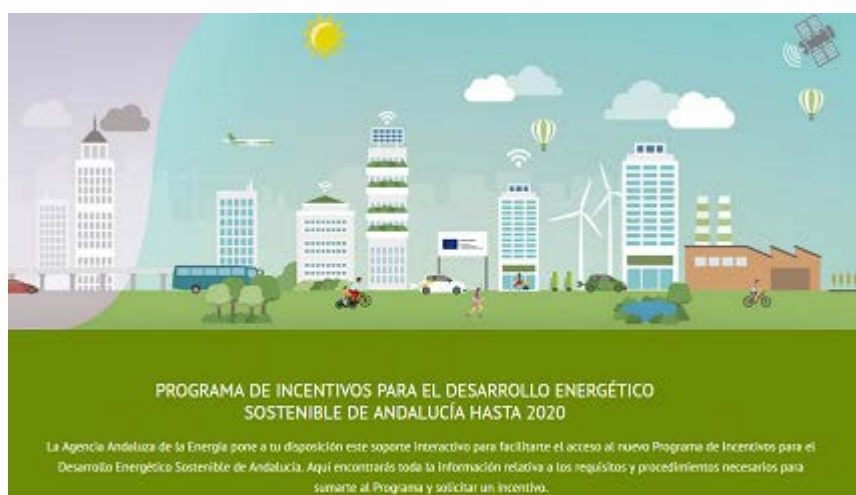 PROGRAMA DE INCENTIVOS PARA EL DESARROLLO ENERGÉTICO
SOSTENIBLE DE ANDALUCÍA HASTA 2020
La Agencia Andaluza de la Energía pone a tu disposición este soporte interactivo para facilitarte el acceso al nuevo Programa de Incentivos para el
Desarrollo Energético Sostenible de Andalucía. Aquí encontrarás toda la información relativa a los requisitos y procedimientos necesarios para
sumarte al Programa y solicitar un incentivo.